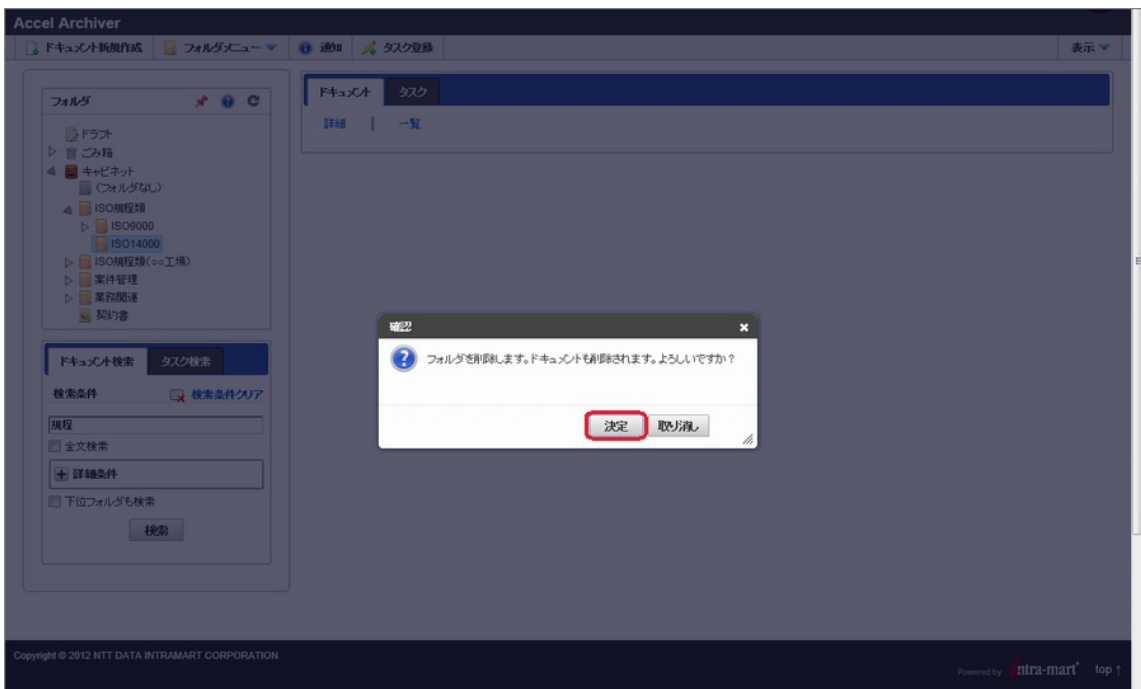 Accel Archiver
ドキュメント新規作成 フォルダメニュー 通知 タスク登録 表示
フォルダ
ドラフト
ごみ箱
キャビネット
(フォルダなし)
ISO規程類
ISO9000
ISO14000
ISO規程類(○○工場)
案件管理
業務関連
契約書
ドキュメント検索 タスク検索
検索条件 検索条件クリア
規程
全文検索
詳細条件
下位フォルダも検索
検索
ドキュメント タスク
詳細 | 一覧
確認
フォルダを削除します。ドキュメントも削除されます。よろしいですか?
決定 取り消し
Copyright © 2012 NTT DATA INTRAMART CORPORATION
Powered by intra-mart top ↑